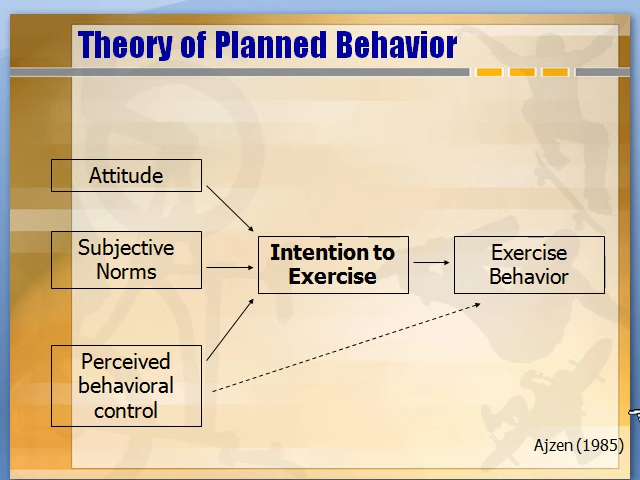 Theory of Planned Behavior
Attitude
Subjective
Norms
Intention to
Exercise
Exercise
Behavior
Perceived
behavioral
control
Ajzen (1985)